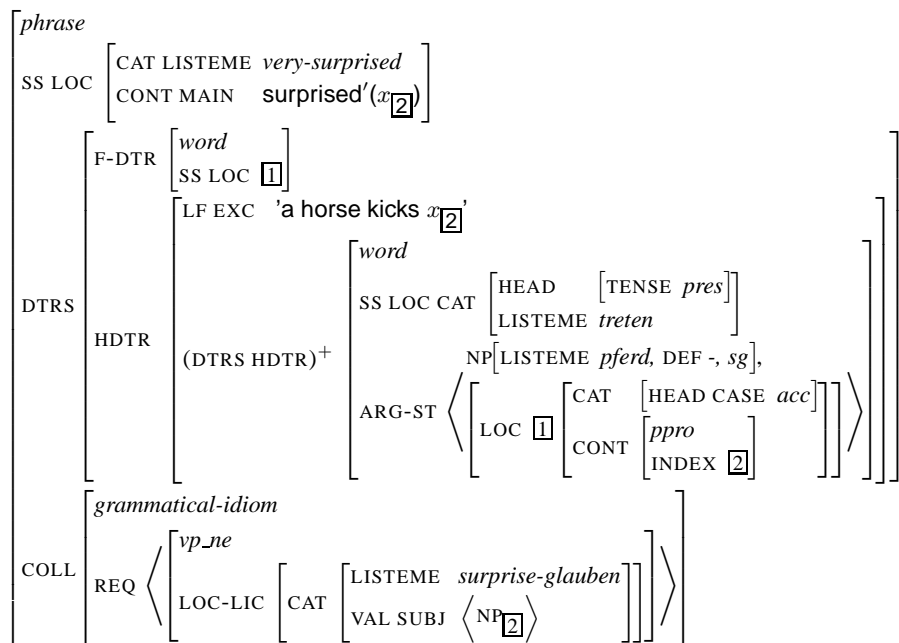 phrase
SS LOC
CAT LISTEME very-surprised
CONT MAIN surprised′(x2)
DTRS
F-DTR
word
SS LOC 1
HDTR
LF EXC 'a horse kicks x2'
(DTRS HDTR)+
word
SS LOC CAT
HEAD [TENSE pres]
LISTEME treten
ARG-ST
NP[LISTEME pferd, DEF -, sg],
LOC 1
CAT [HEAD CASE acc]
CONT
ppro
INDEX 2
COLL
grammatical-idiom
REQ
vp_ne
LOC-LIC
CAT
LISTEME surprise-glauben
VAL SUBJ ⟨NP2⟩